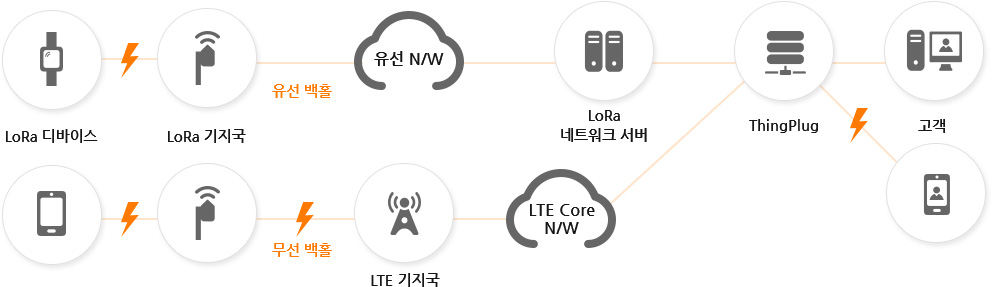 유선 N/W
유선 백홀
LoRa 디바이스
LoRa 기지국
LoRa
네트워크 서버
ThingPlug
고객
무선 백홀
LTE 기지국
LTE Core
N/W